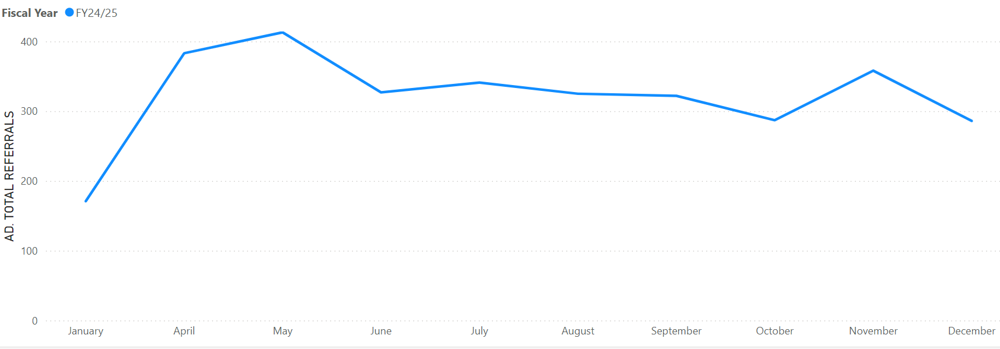 Fiscal Year FY24/25
AD. TOTAL REFERRALS
400
300
200
100
0
January April May June July August September October November December